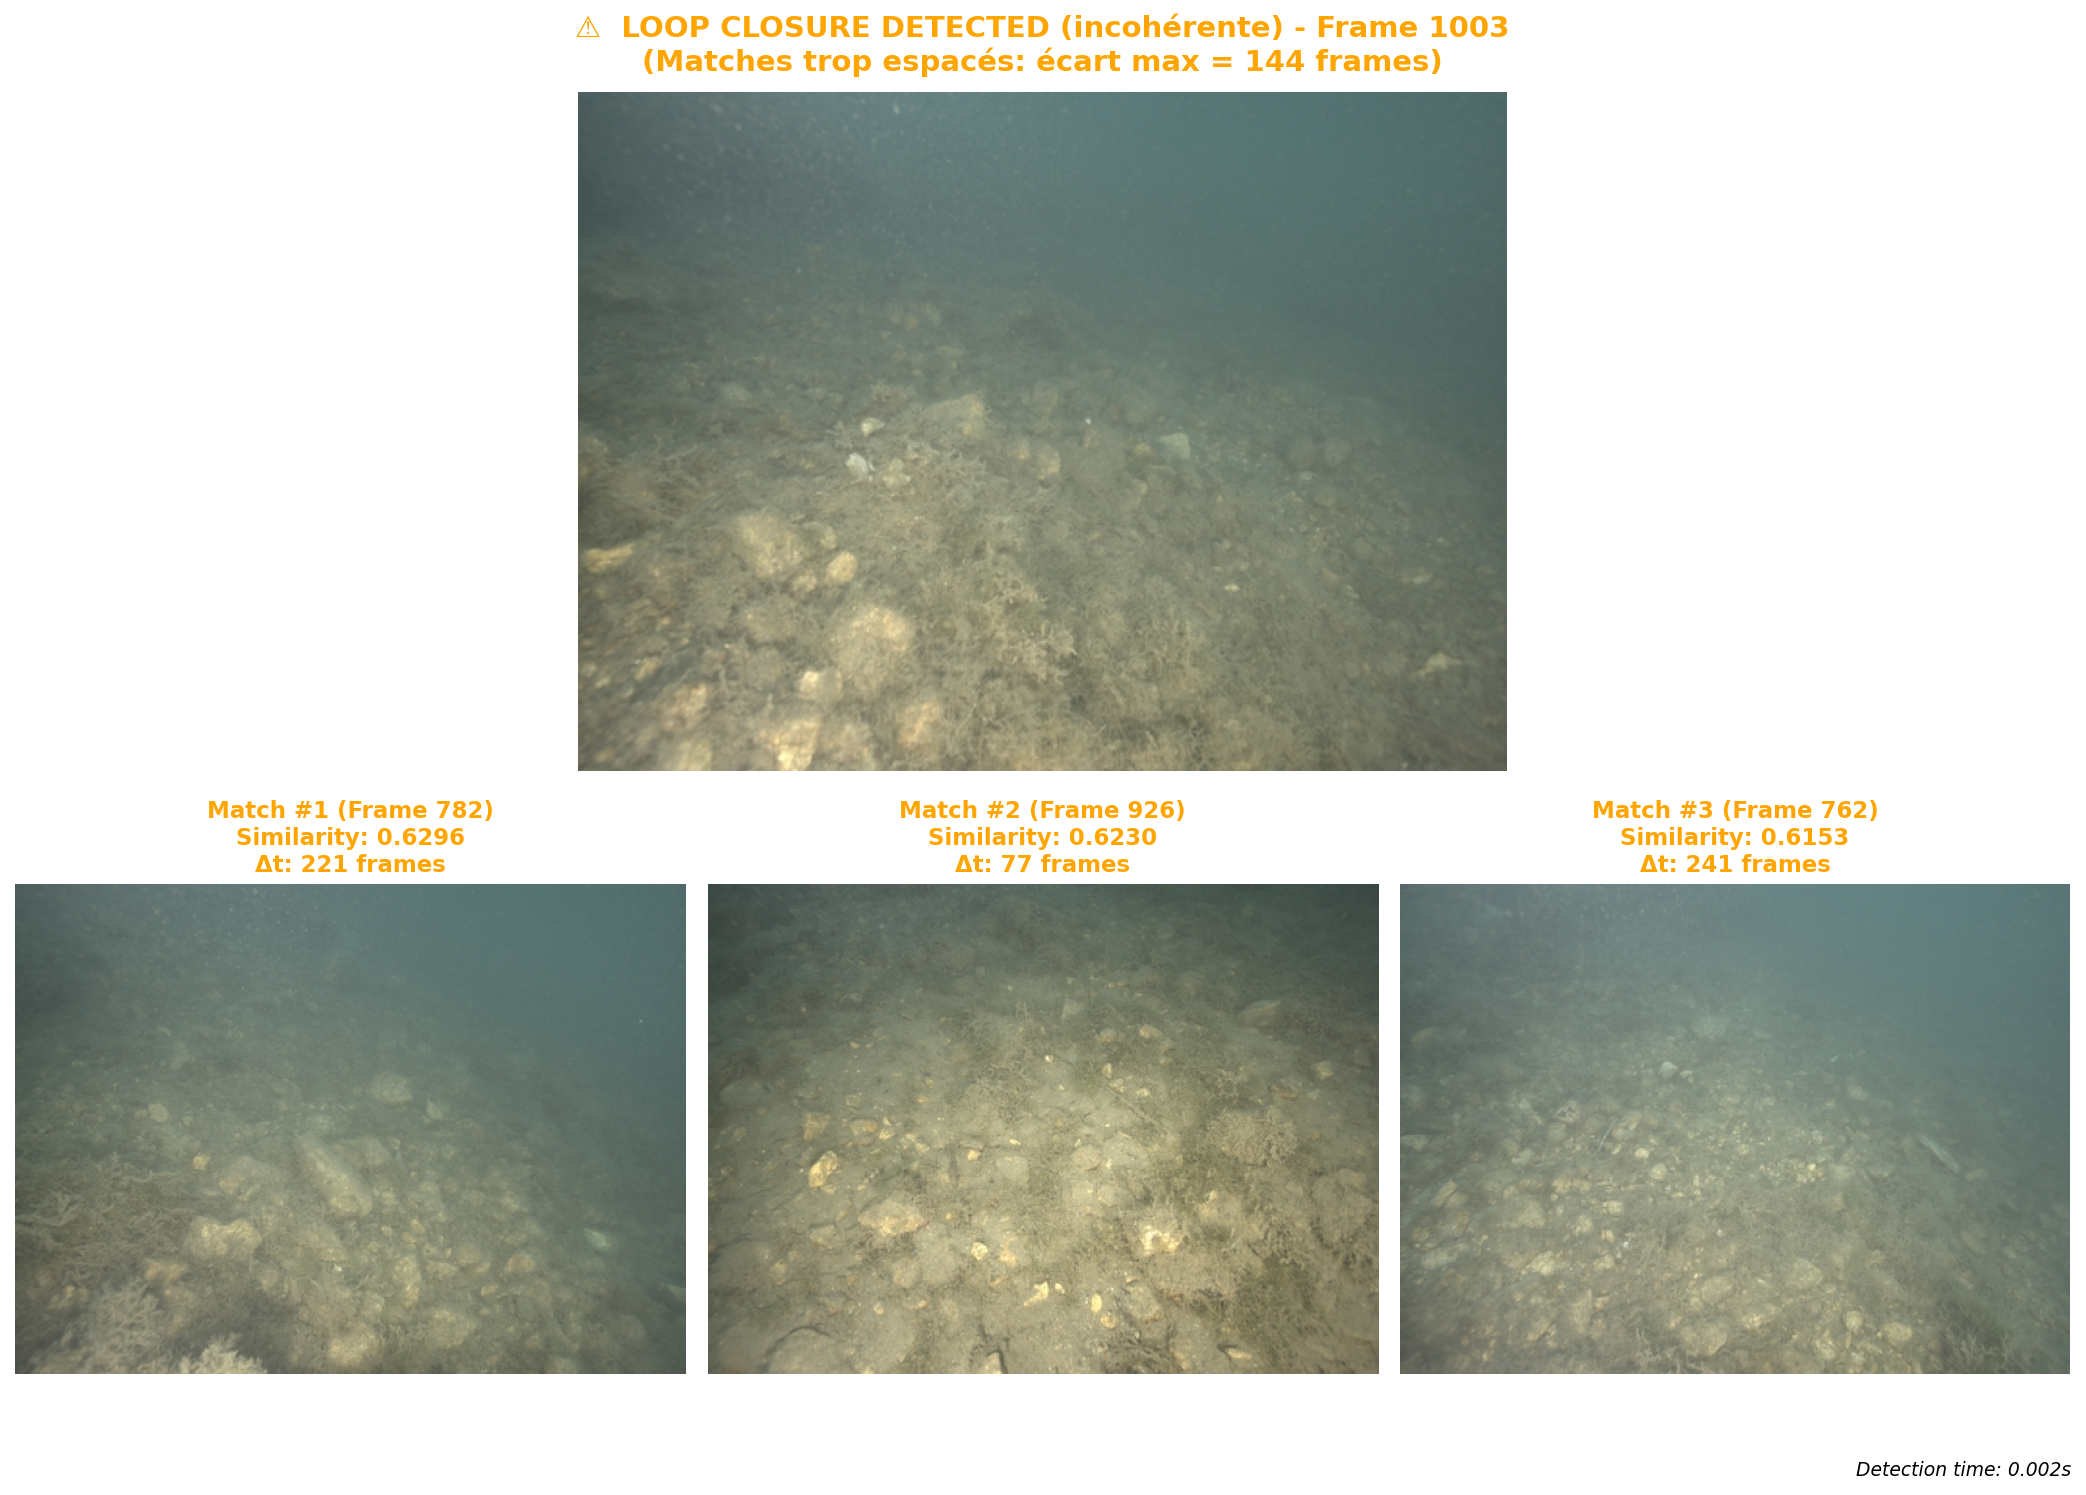 ⚠ LOOP CLOSURE DETECTED (incohérente) - Frame 1003
(Matches trop espacés: écart max = 144 frames)
Match #1 (Frame 782)
Similarity: 0.6296
Δt: 221 frames
Match #2 (Frame 926)
Similarity: 0.6230
Δt: 77 frames
Match #3 (Frame 762)
Similarity: 0.6153
Δt: 241 frames
Detection time: 0.002s